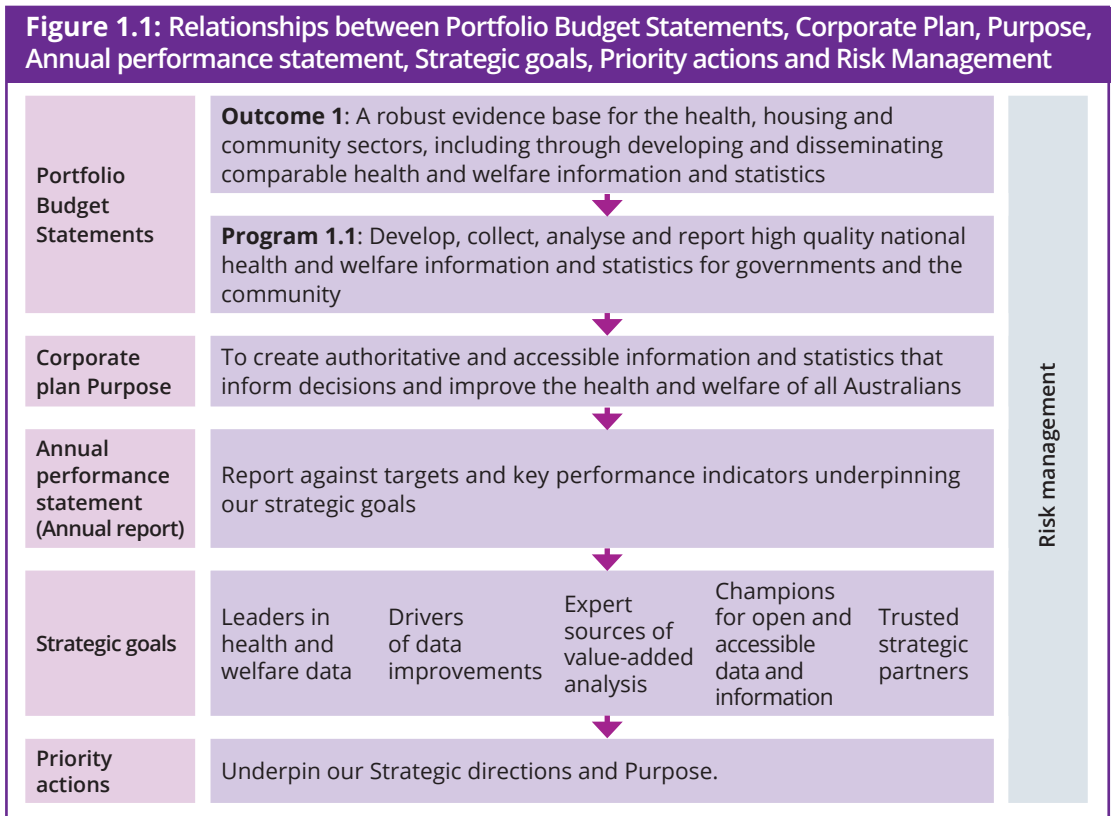 Figure 1.1: Relationships between Portfolio Budget Statements, Corporate Plan, Purpose,
Annual performance statement, Strategic goals, Priority actions and Risk Management
Portfolio
Budget
Statements
Outcome 1: A robust evidence base for the health, housing and
community sectors, including through developing and disseminating
comparable health and welfare information and statistics
Program 1.1: Develop, collect, analyse and report high quality national
health and welfare information and statistics for governments and the
community
Corporate
plan Purpose
To create authoritative and accessible information and statistics that
inform decisions and improve the health and welfare of all Australians
Annual
performance
statement
(Annual report)
Report against targets and key performance indicators underpinning
our strategic goals
Strategic goals
Leaders in
health and
welfare data
Drivers
of data
improvements
Expert
sources of
value-added
analysis
Champions
for open and
accessible
data and
information
Trusted
strategic
partners
Priority
actions
Underpin our Strategic directions and Purpose.
Risk management